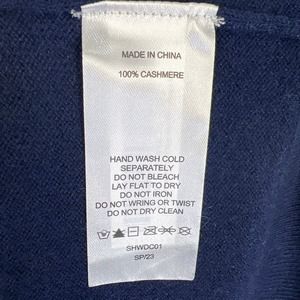 MADE IN CHINA
100% CASHMERE
HAND WASH COLD
SEPARATELY
DO NOT BLEACH
LAY FLAT TO DRY
DO NOT IRON
DO NOT WRING OR TWIST
DO NOT DRY CLEAN
SHWDC01
SP/23